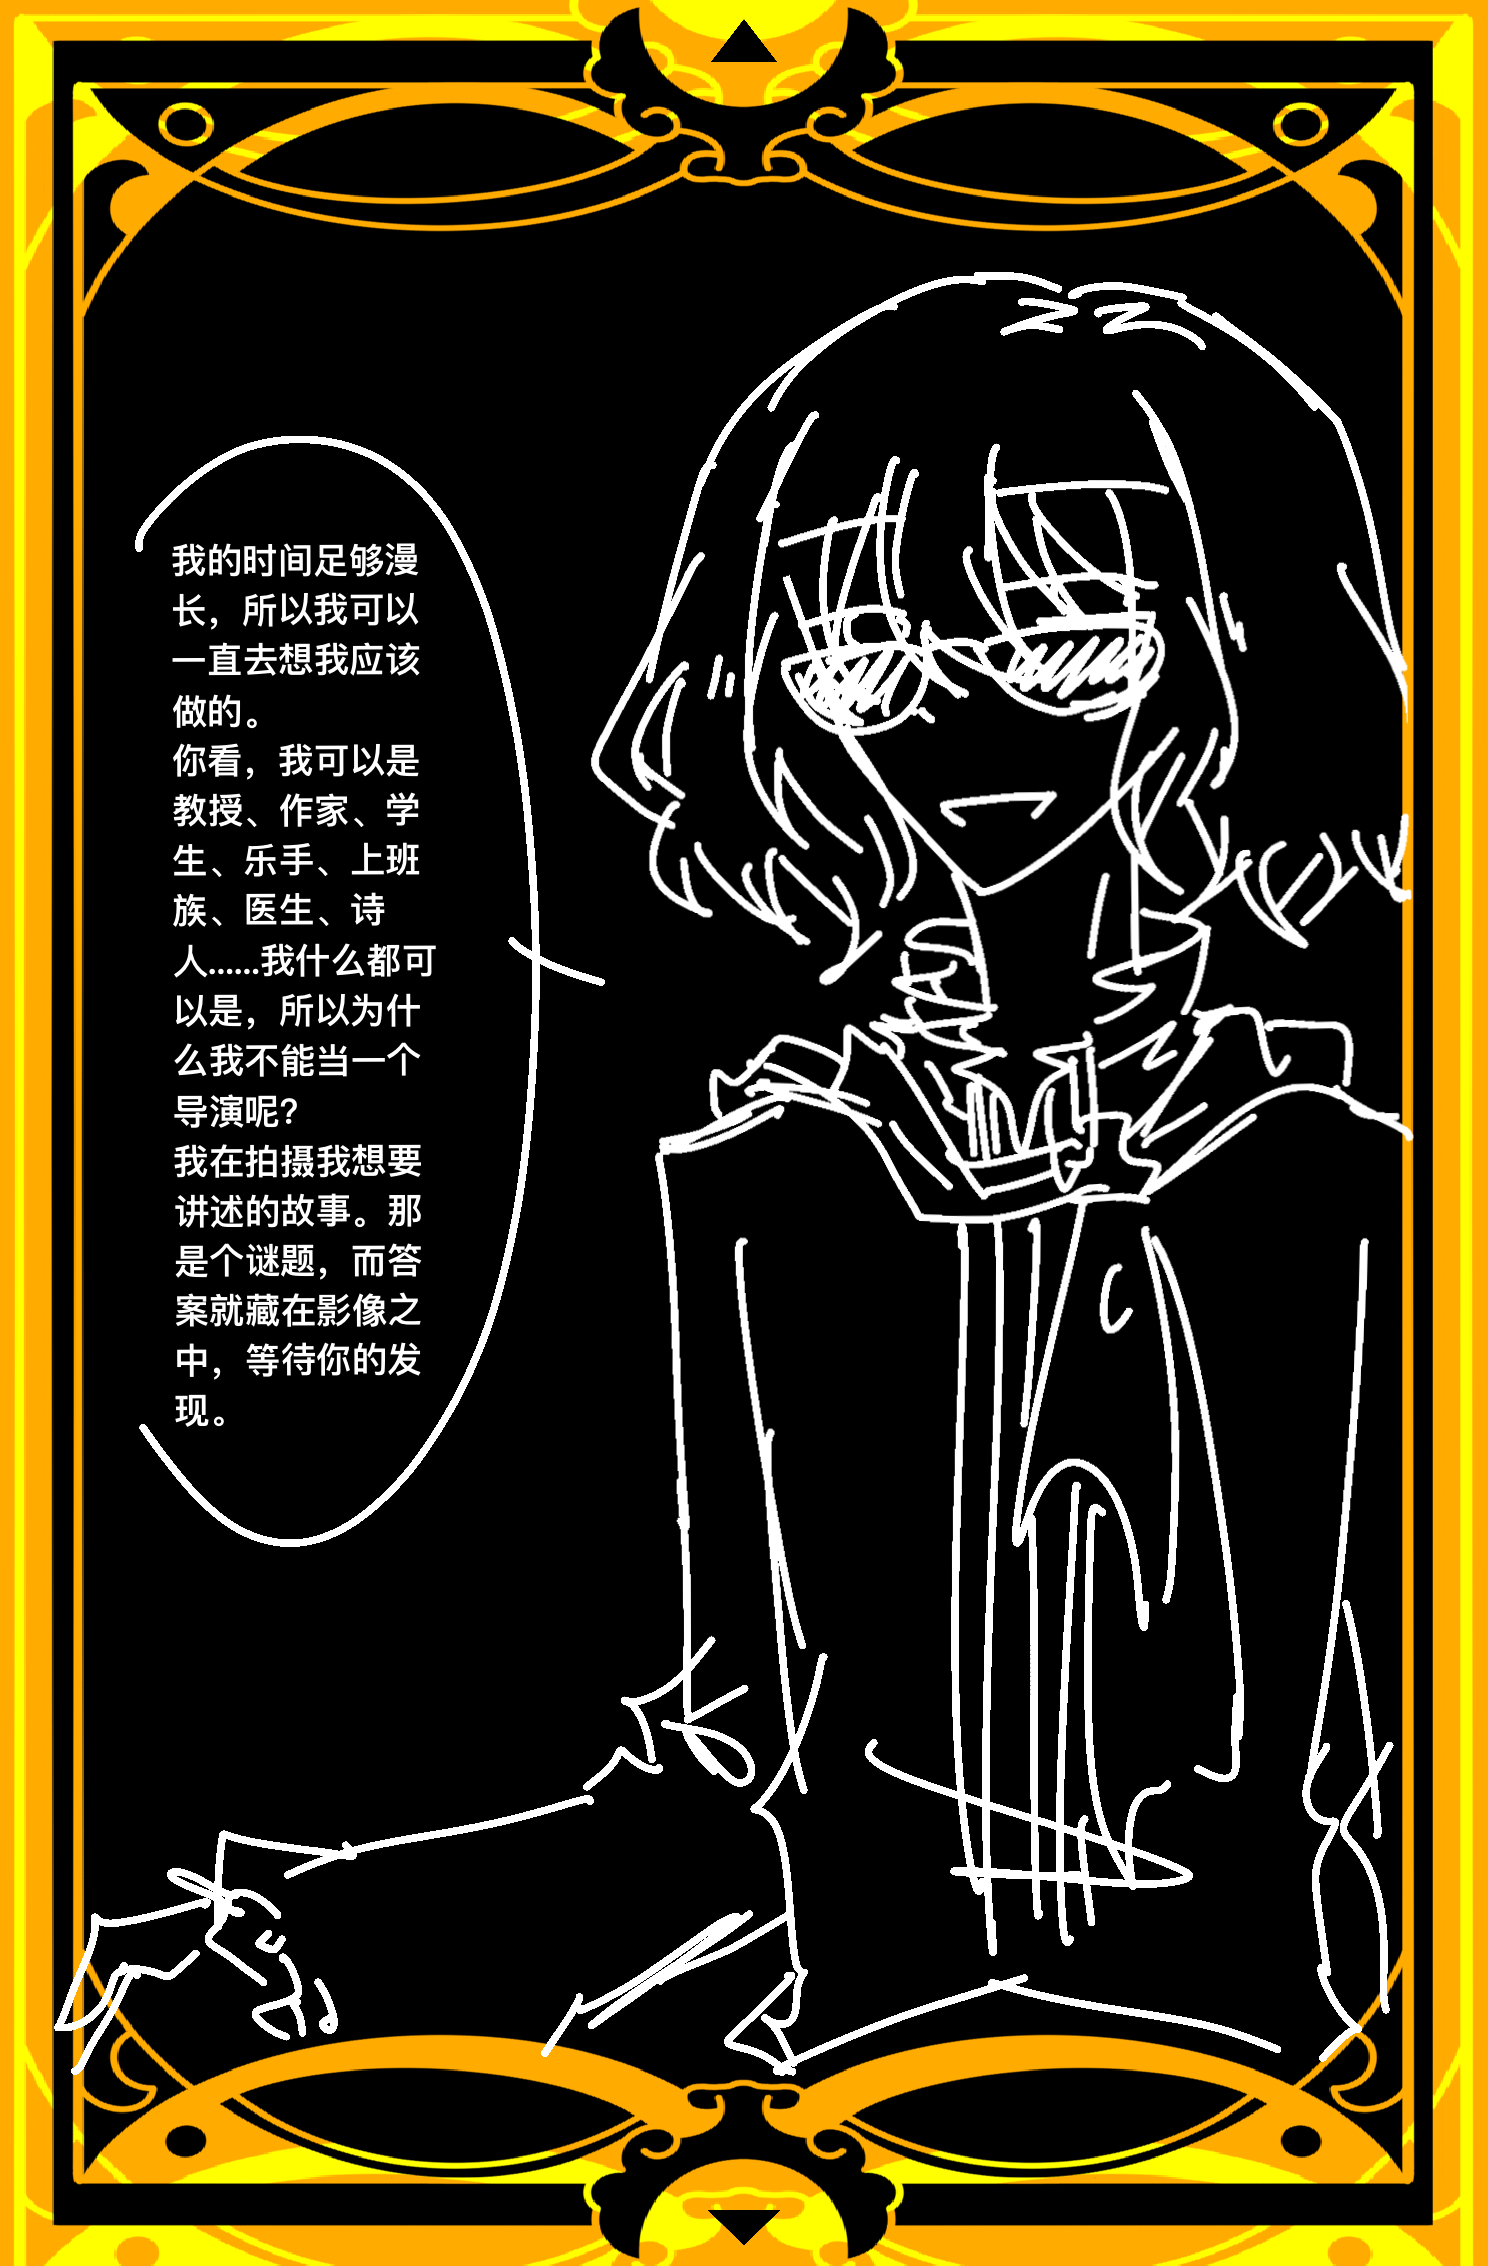 我的时间足够漫
长，所以我可以
一直去想我应该
做的。
你看，我可以是
教授、作家、学
生、乐手、上班
族、医生、诗
人......我什么都可
以是，所以为什
么我不能当一个
导演呢？
我在拍摄我想要
讲述的故事。那
是个谜题，而答
案就藏在影像之
中，等待你的发
现。